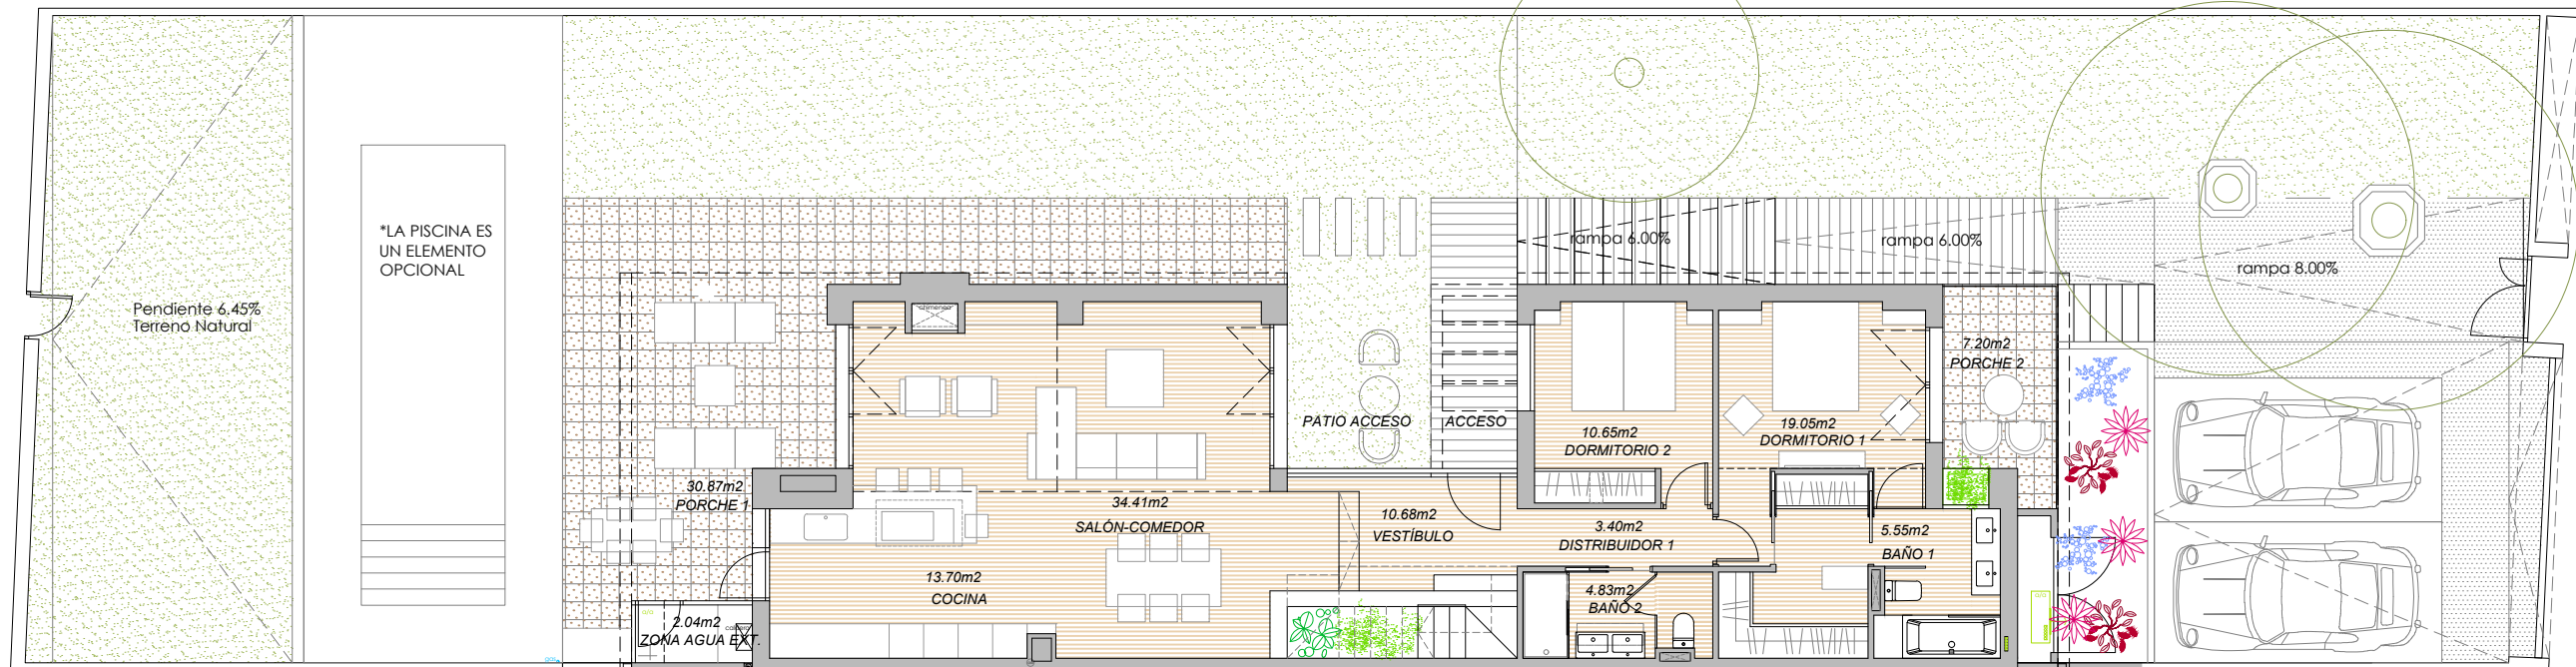 *LA PISCINA ES
UN ELEMENTO
OPCIONAL
Pendiente 6.45%
Terreno Natural
rampa 6.00%
rampa 6.00%
rampa 8.00%
chimenea
7.20m2
PORCHE 2
PATIO ACCESO
ACCESO
10.65m2
DORMITORIO 2
19.05m2
DORMITORIO 1
30.87m2
PORCHE 1
34.41m2
SALÓN-COMEDOR
10.68m2
VESTÍBULO
3.40m2
DISTRIBUIDOR 1
5.55m2
BAÑO 1
13.70m2
COCINA
4.83m2
BAÑO 2
2.04m2
ZONA AGUA EXT.